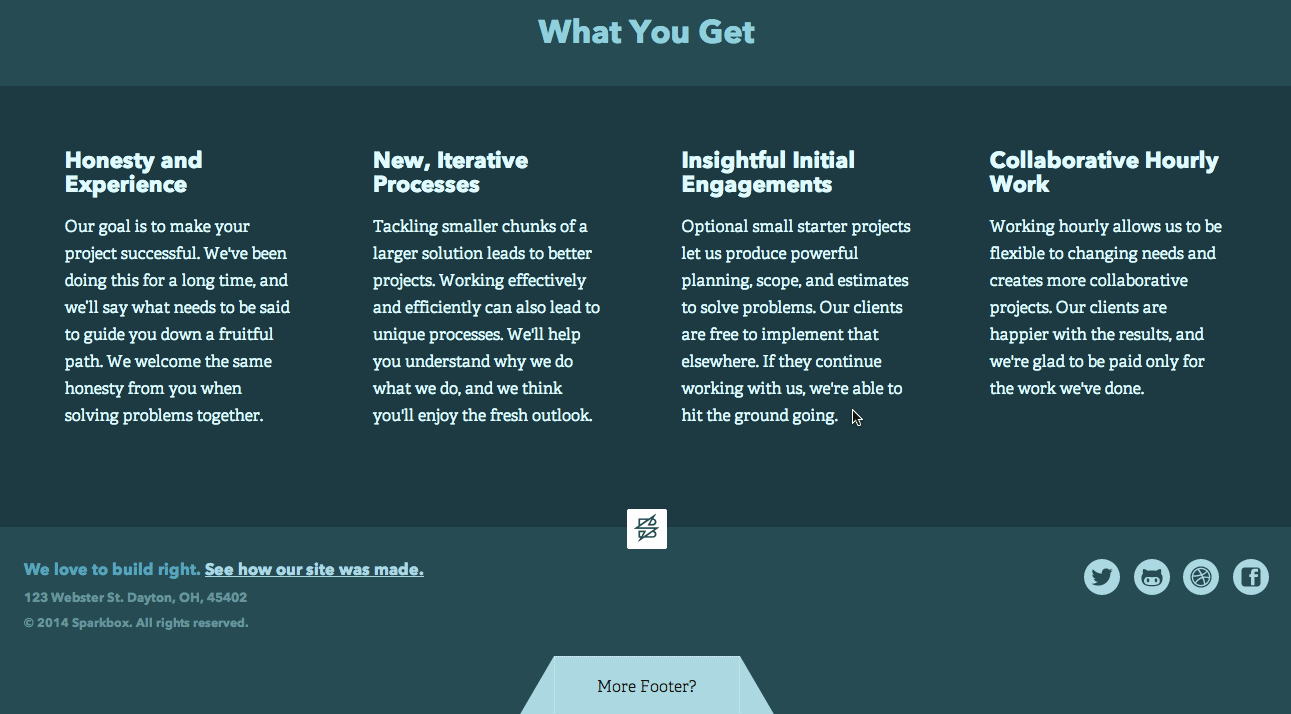 What You Get
Honesty and
Experience
Our goal is to make your
project successful. We've been
doing this for a long time, and
we'll say what needs to be said
to guide you down a fruitful
path. We welcome the same
honesty from you when
solving problems together.
New, Iterative
Processes
Tackling smaller chunks of a
larger solution leads to better
projects. Working effectively
and efficiently can also lead to
unique processes. We'll help
you understand why we do
what we do, and we think
you'll enjoy the fresh outlook.
Insightful Initial
Engagements
Optional small starter projects
let us produce powerful
planning, scope, and estimates
to solve problems. Our clients
are free to implement that
elsewhere. If they continue
working with us, we're able to
hit the ground going.
Collaborative Hourly
Work
Working hourly allows us to be
flexible to changing needs and
creates more collaborative
projects. Our clients are
happier with the results, and
we're glad to be paid only for
the work we've done.
We love to build right. See how our site was made.
123 Webster St. Dayton, OH, 45402
© 2014 Sparkbox. All rights reserved.
More Footer?